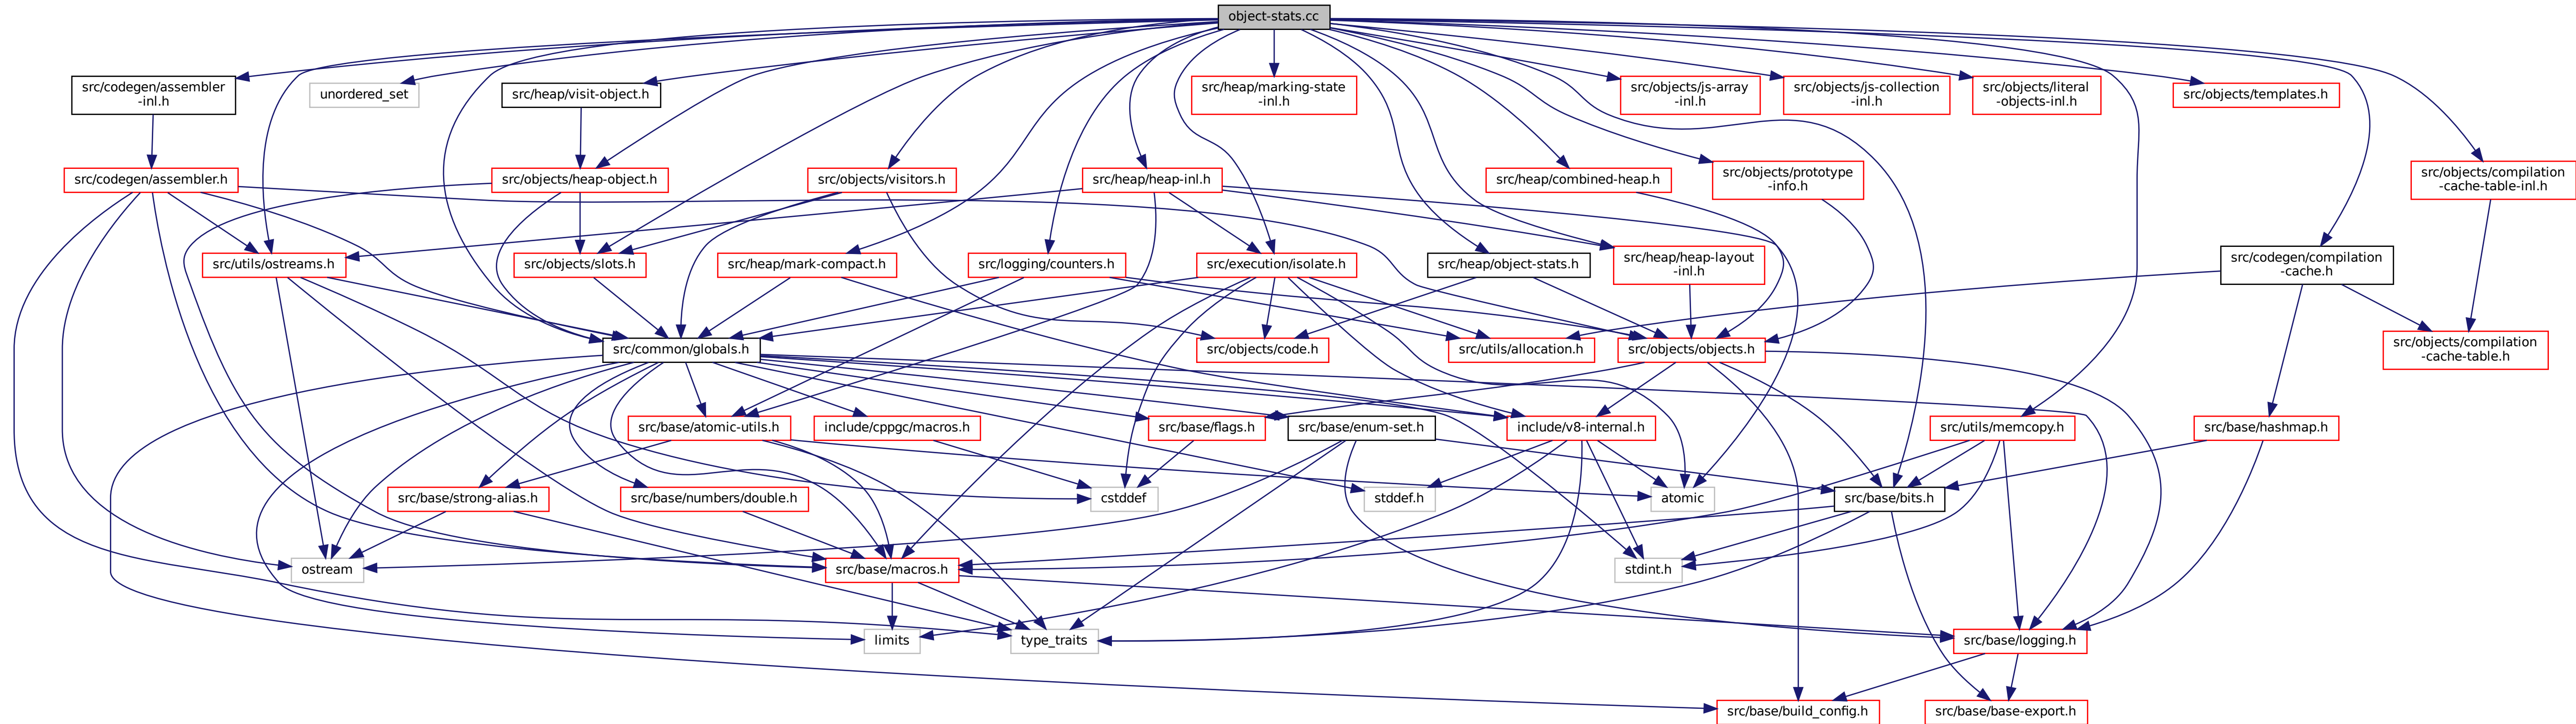 object-stats.cc
src/codegen/assembler
-inl.h
unordered_set
src/heap/visit-object.h
src/heap/marking-state
-inl.h
src/objects/js-array
-inl.h
src/objects/js-collection
-inl.h
src/objects/literal
-objects-inl.h
src/objects/templates.h
src/codegen/assembler.h
src/objects/heap-object.h
src/objects/visitors.h
src/heap/heap-inl.h
src/heap/combined-heap.h
src/objects/prototype
-info.h
src/objects/compilation
-cache-table-inl.h
src/utils/ostreams.h
src/objects/slots.h
src/heap/mark-compact.h
src/logging/counters.h
src/execution/isolate.h
src/heap/object-stats.h
src/heap/heap-layout
-inl.h
src/codegen/compilation
-cache.h
src/common/globals.h
src/objects/code.h
src/utils/allocation.h
src/objects/objects.h
src/objects/compilation
-cache-table.h
src/base/atomic-utils.h
include/cppgc/macros.h
src/base/flags.h
src/base/enum-set.h
include/v8-internal.h
src/utils/memcopy.h
src/base/hashmap.h
src/base/strong-alias.h
src/base/numbers/double.h
cstddef
stddef.h
atomic
src/base/bits.h
ostream
src/base/macros.h
stdint.h
limits
type_traits
src/base/logging.h
src/base/build_config.h
src/base/base-export.h